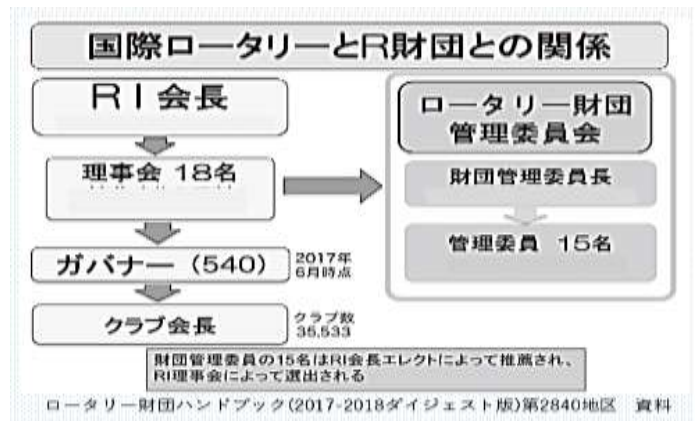 国際ロータリーとR財団との関係
RI会長
理事会 18名
ガバナー(540)
2017年
6月時点
クラブ会長
クラブ数
35,533
ロータリー財団
管理委員会
財団管理委員長
管理委員 15名
財団管理委員の15名はRI会長エレクトによって推薦され、
RI理事会によって選出される
ロータリー財団ハンドブック(2017-2018ダイジェスト版)第2840地区 資料